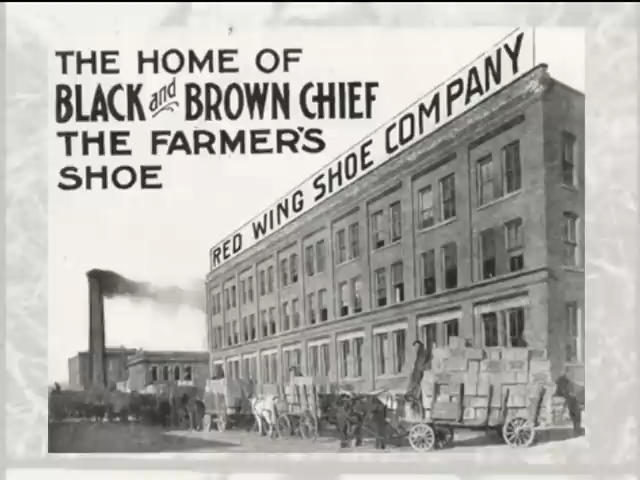 THE HOME OF
BLACK and BROWN CHIEF
THE FARMER'S
SHOE
RED WING SHOE COMPANY